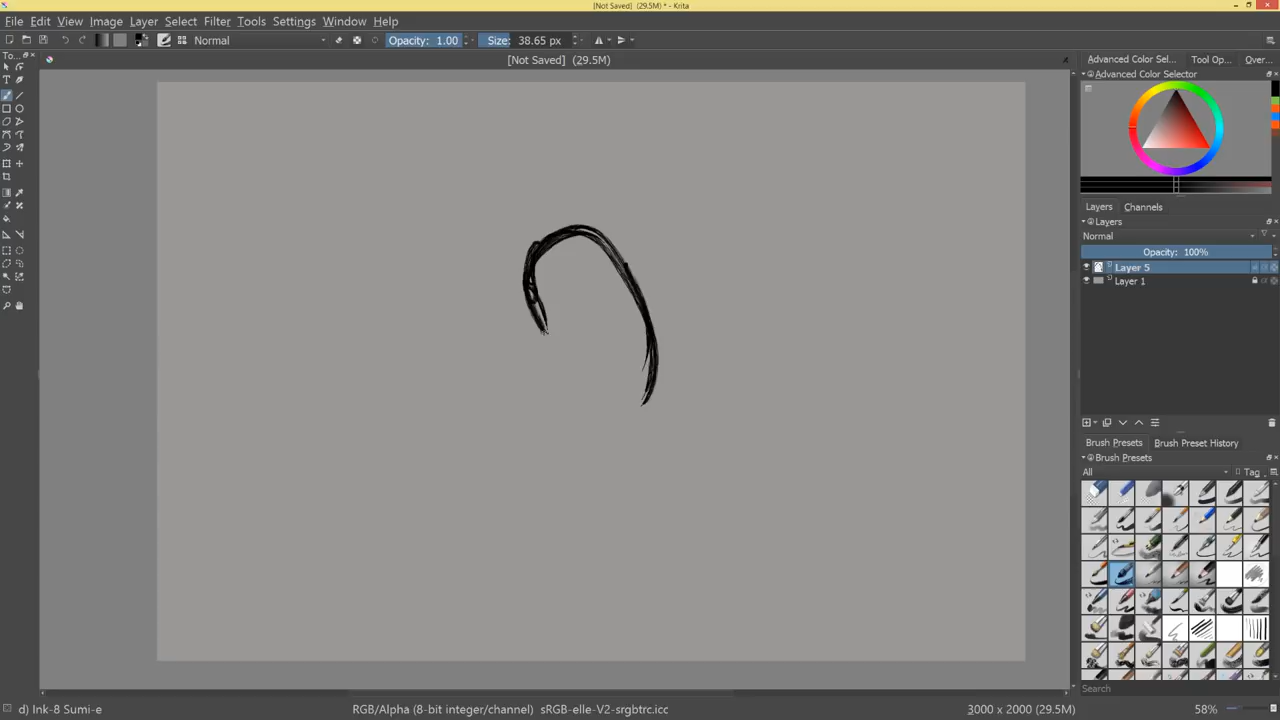 [Not Saved] (29.5M) * - Krita
File Edit View Image Layer Select Filter Tools Settings Window Help
Normal Opacity: 1.00 Size: 38.65 px
To... [Not Saved] (29.5M) Advanced Color Sel... Tool Op... Over...
Advanced Color Selector
Layers Channels
Layers
Normal
Opacity: 100%
Layer 5
Layer 1
Brush Presets Brush Preset History
Brush Presets
All Tag
Search
d) Ink-8 Sumi-e RGB/Alpha (8-bit integer/channel) sRGB-elle-V2-srgbtrc.icc 3000 x 2000 (29.5M) 58%